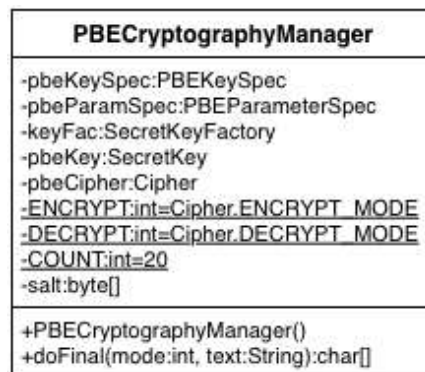 PBECryptographyManager
-pbeKeySpec:PBEKeySpec
-pbeParamSpec:PBEParameterSpec
-keyFac:SecretKeyFactory
-pbeKey:SecretKey
-pbeCipher:Cipher
-ENCRYPT:int=Cipher.ENCRYPT_MODE
-DECRYPT:int=Cipher.DECRYPT_MODE
-COUNT:int=20
-salt:byte[]
+PBECryptographyManager()
+doFinal(mode:int, text:String):char[]